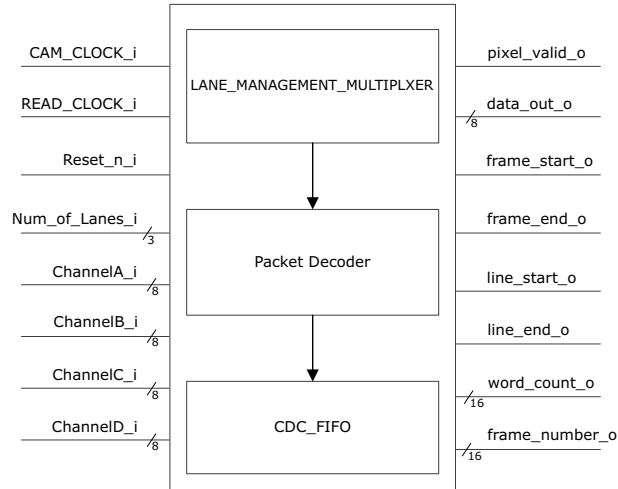 CAM_CLOCK_i
READ_CLOCK_i
Reset_n_i
Num_of_Lanes_i
3
ChannelA_i
8
ChannelB_i
8
ChannelC_i
8
ChannelD_i
8
LANE_MANAGEMENT_MULTIPLXER
Packet Decoder
CDC_FIFO
pixel_valid_o
data_out_o
8
frame_start_o
frame_end_o
line_start_o
line_end_o
word_count_o
16
frame_number_o
16